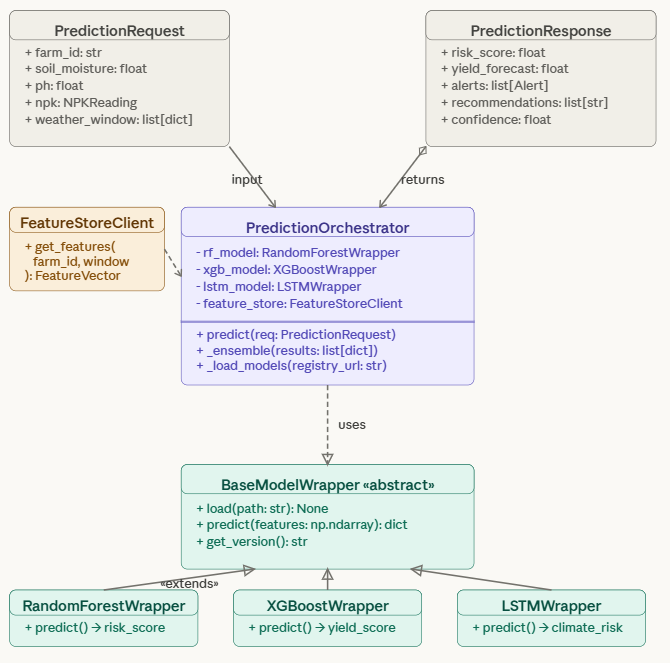 PredictionRequest
+ farm_id: str
+ soil_moisture: float
+ ph: float
+ npk: NPKReading
+ weather_window: list[dict]
PredictionResponse
+ risk_score: float
+ yield_forecast: float
+ alerts: list[Alert]
+ recommendations: list[str]
+ confidence: float
input
returns
FeatureStoreClient
+ get_features(
farm_id, window
): FeatureVector
PredictionOrchestrator
- rf_model: RandomForestWrapper
- xgb_model: XGBoostWrapper
- lstm_model: LSTMWrapper
- feature_store: FeatureStoreClient
+ predict(req: PredictionRequest)
+ _ensemble(results: list[dict])
+ _load_models(registry_url: str)
uses
BaseModelWrapper «abstract»
+ load(path: str): None
+ predict(features: np.ndarray): dict
+ get_version(): str
«extends»
RandomForestWrapper
+ predict() → risk_score
XGBoostWrapper
+ predict() → yield_score
LSTMWrapper
+ predict() → climate_risk